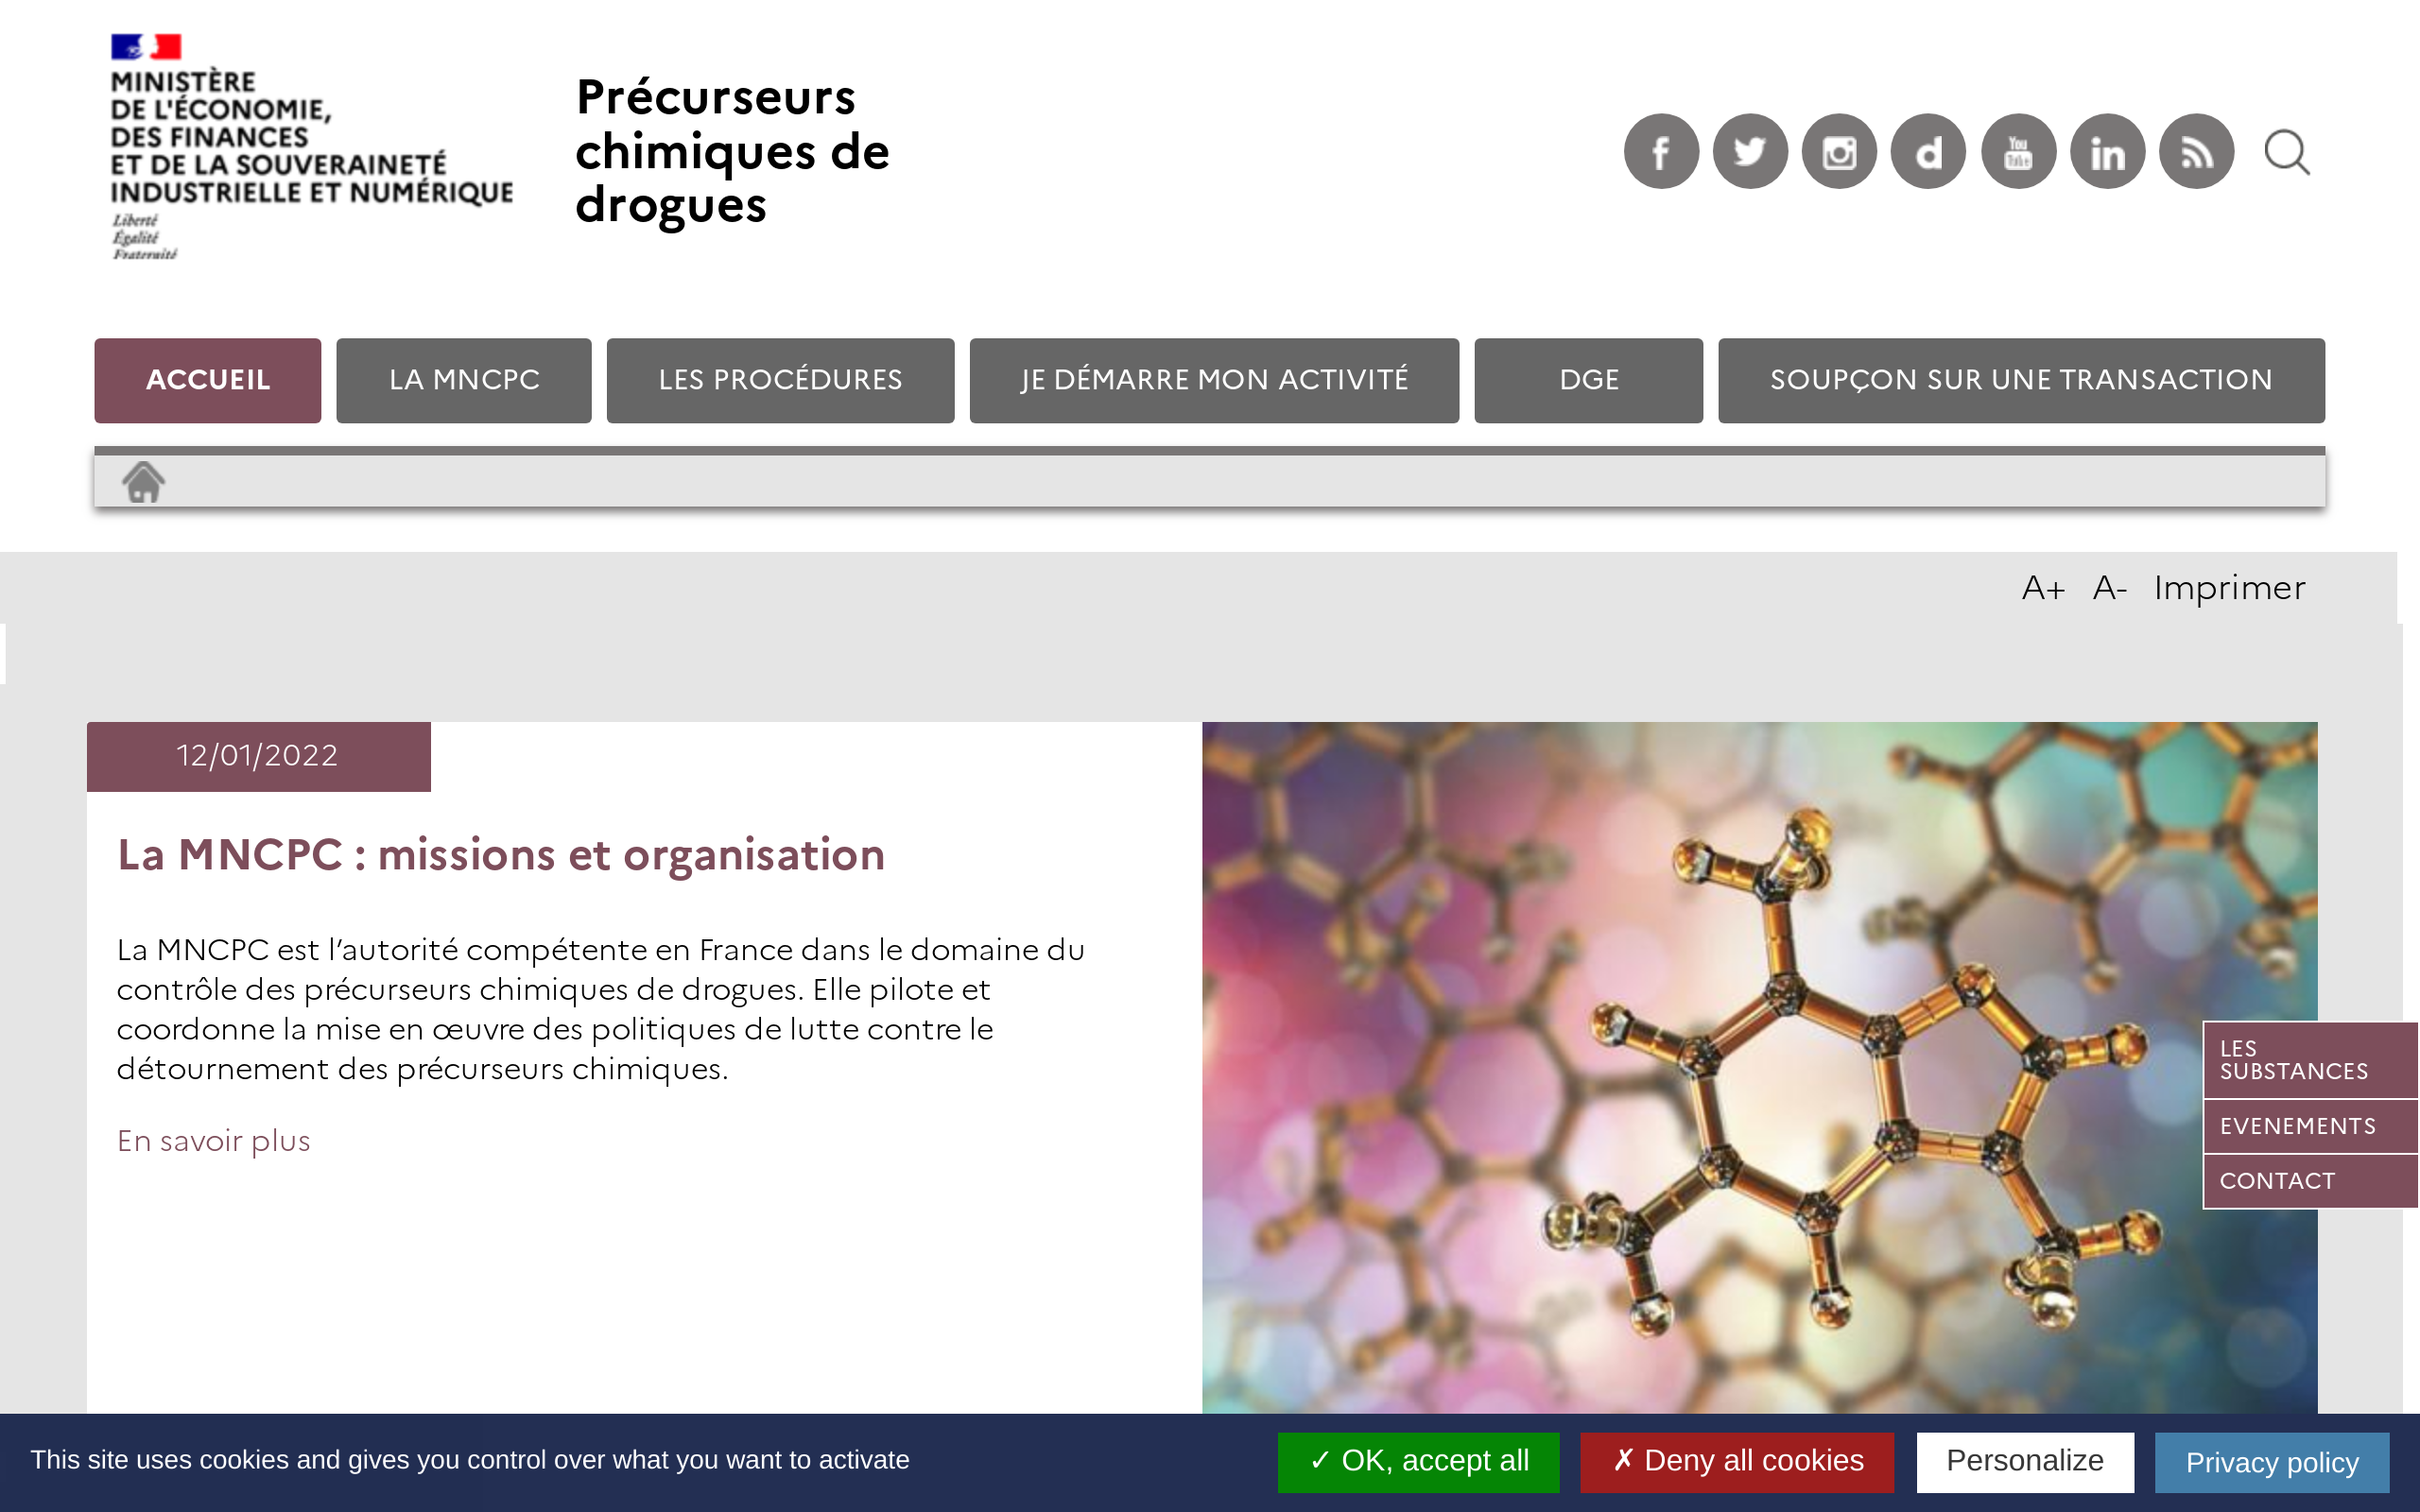 MINISTÈRE
DE L'ÉCONOMIE,
DES FINANCES
ET DE LA SOUVERAINETÉ
INDUSTRIELLE ET NUMÉRIQUE
Liberté
Égalité
Fraternité
Précurseurs
chimiques de
drogues
ACCUEIL
LA MNCPC
LES PROCÉDURES
JE DÉMARRE MON ACTIVITÉ
DGE
SOUPÇON SUR UNE TRANSACTION
A+ A- Imprimer
12/01/2022
La MNCPC : missions et organisation
La MNCPC est l’autorité compétente en France dans le domaine du
contrôle des précurseurs chimiques de drogues. Elle pilote et
coordonne la mise en œuvre des politiques de lutte contre le
détournement des précurseurs chimiques.
En savoir plus
LES
SUBSTANCES
EVENEMENTS
CONTACT
This site uses cookies and gives you control over what you want to activate
✓ OK, accept all
✗ Deny all cookies
Personalize
Privacy policy